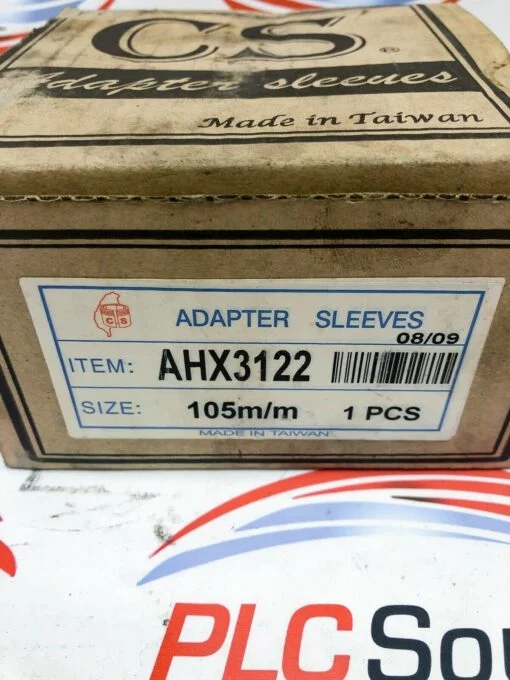 CS®
Adapter sleeves
Made in Taiwan
CS
ADAPTER SLEEVES
08/09
ITEM: AHX3122
SIZE: 105m/m 1 PCS
MADE IN TAIWAN
PLC Sou